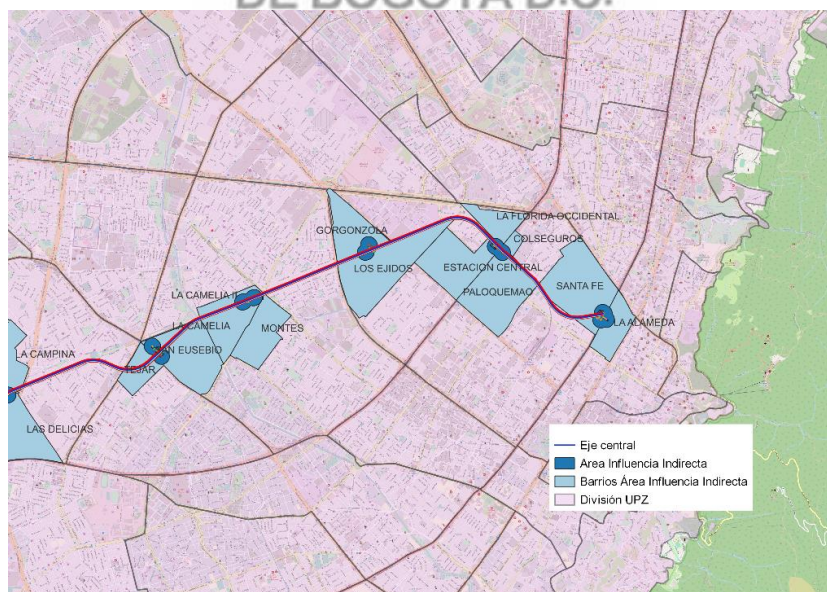 DE BOGOTÁ D.C.
LA FLORIDA OCCIDENTAL
GORGONZOLA
COLSEGUROS
LOS EJIDOS
ESTACION CENTRAL
SANTA FE
PALOQUEMAO
LA CAMELIA II
LA ALAMEDA
LA CAMELIA
MONTES
SAN EUSEBIO
LA CAMPINA
TEJAR
LAS DELICIAS
Eje central
Area Influencia Indirecta
Barrios Área Influencia Indirecta
División UPZ